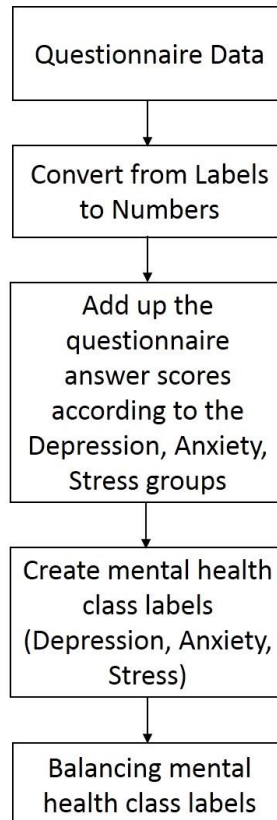 Questionnaire Data
Convert from Labels
to Numbers
Add up the
questionnaire
answer scores
according to the
Depression, Anxiety,
Stress groups
Create mental health
class labels
(Depression, Anxiety,
Stress)
Balancing mental
health class labels